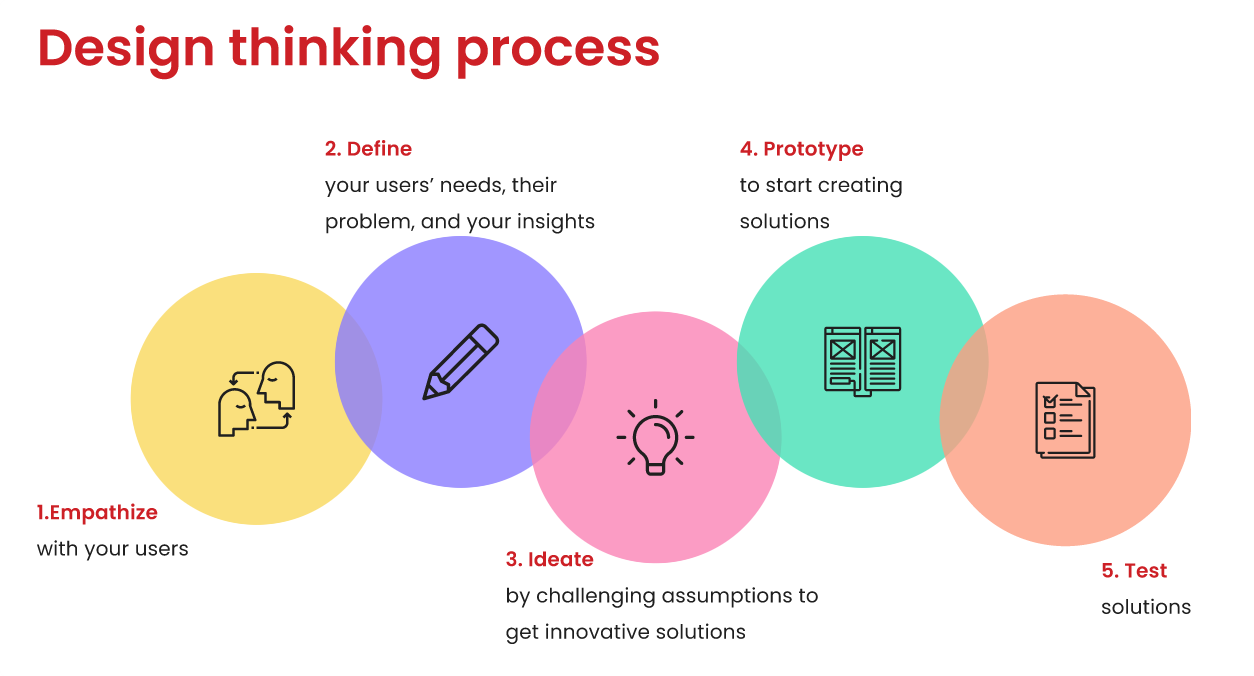 Design thinking process
1.Empathize
with your users
2. Define
your users’ needs, their
problem, and your insights
3. Ideate
by challenging assumptions to
get innovative solutions
4. Prototype
to start creating
solutions
5. Test
solutions